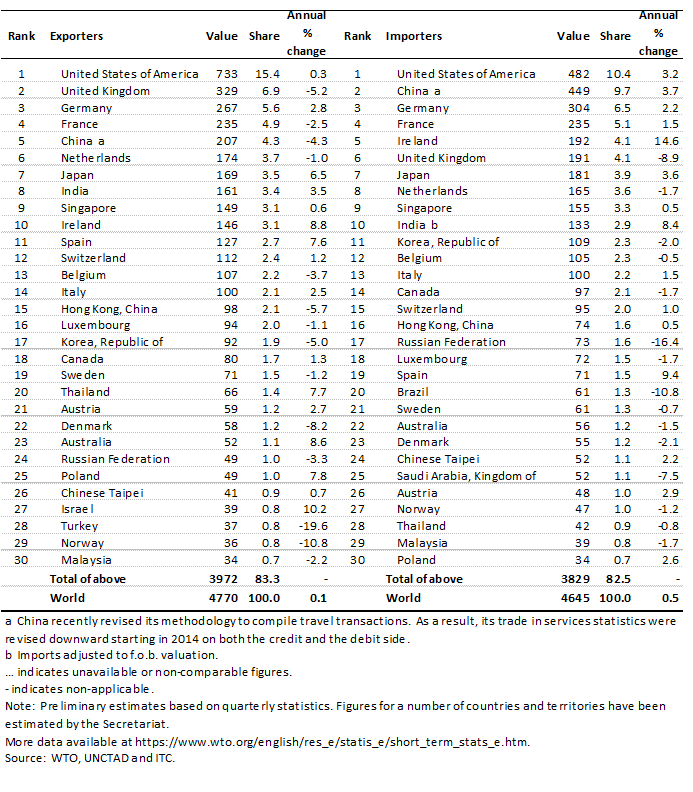 Annual Annual
Rank Exporters Value Share % Rank Importers Value Share %
change change
1 United States of America 733 15.4 0.3 1 United States of America 482 10.4 3.2
2 United Kingdom 329 6.9 -5.2 2 China a 449 9.7 3.7
3 Germany 267 5.6 2.8 3 Germany 304 6.5 2.2
4 France 235 4.9 -2.5 4 France 235 5.1 1.5
5 China a 207 4.3 -4.3 5 Ireland 192 4.1 14.6
6 Netherlands 174 3.7 -1.0 6 United Kingdom 191 4.1 -8.9
7 Japan 169 3.5 6.5 7 Japan 181 3.9 3.6
8 India 161 3.4 3.5 8 Netherlands 165 3.6 -1.7
9 Singapore 149 3.1 0.6 9 Singapore 155 3.3 0.5
10 Ireland 146 3.1 8.8 10 India b 133 2.9 8.4
11 Spain 127 2.7 7.6 11 Korea, Republic of 109 2.3 -2.0
12 Switzerland 112 2.4 1.2 12 Belgium 105 2.3 -0.5
13 Belgium 107 2.2 -3.7 13 Italy 100 2.2 1.5
14 Italy 100 2.1 2.5 14 Canada 97 2.1 -1.7
15 Hong Kong, China 98 2.1 -5.7 15 Switzerland 95 2.0 1.0
16 Luxembourg 94 2.0 -1.1 16 Hong Kong, China 74 1.6 0.5
17 Korea, Republic of 92 1.9 -5.0 17 Russian Federation 73 1.6 -16.4
18 Canada 80 1.7 1.3 18 Luxembourg 72 1.5 -1.7
19 Sweden 71 1.5 -1.2 19 Spain 71 1.5 9.4
20 Thailand 66 1.4 7.7 20 Brazil 61 1.3 -10.8
21 Austria 59 1.2 2.7 21 Sweden 61 1.3 -0.7
22 Denmark 58 1.2 -8.2 22 Australia 56 1.2 -1.5
23 Australia 52 1.1 8.6 23 Denmark 55 1.2 -2.1
24 Russian Federation 49 1.0 -3.3 24 Chinese Taipei 52 1.1 2.2
25 Poland 49 1.0 7.8 25 Saudi Arabia, Kingdom of 52 1.1 -7.5
26 Chinese Taipei 41 0.9 0.7 26 Austria 48 1.0 2.9
27 Israel 39 0.8 10.2 27 Norway 47 1.0 -1.2
28 Turkey 37 0.8 -19.6 28 Thailand 42 0.9 -0.8
29 Norway 36 0.8 -10.8 29 Malaysia 39 0.8 -1.7
30 Malaysia 34 0.7 -2.2 30 Poland 34 0.7 2.6
Total of above 3972 83.3 - Total of above 3829 82.5 -
World 4770 100.0 0.1 World 4645 100.0 0.5
a China recently revised its methodology to compile travel transactions. As a result, its trade in services statistics were
revised downward starting in 2014 on both the credit and the debit side.
b Imports adjusted to f.o.b. valuation.
... indicates unavailable or non-comparable figures.
- indicates non-applicable.
Note: Preliminary estimates based on quarterly statistics. Figures for a number of countries and territories have been
estimated by the Secretariat.
More data available at https://www.wto.org/english/res_e/statis_e/short_term_stats_e.htm.
Source: WTO, UNCTAD and ITC.